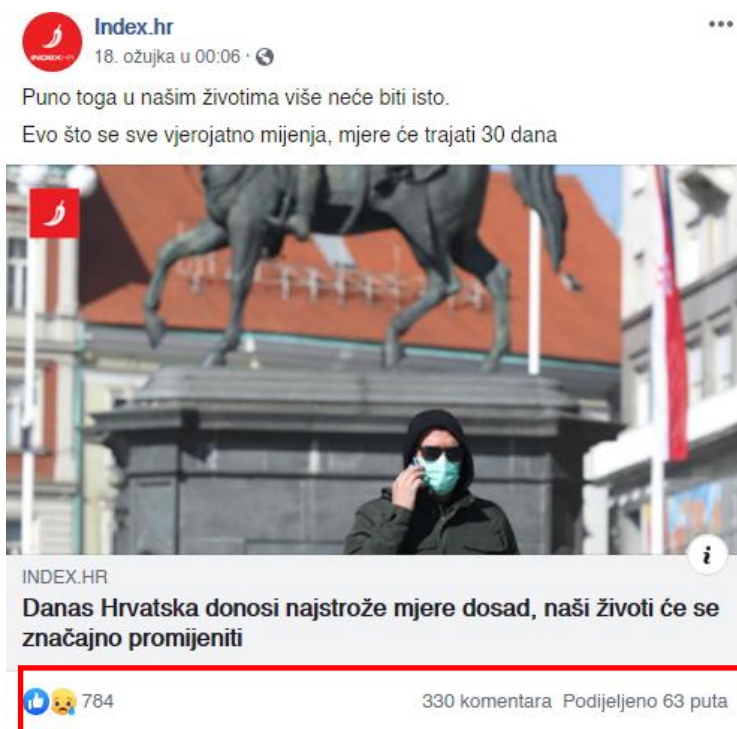 Index.hr
18. ožujka u 00:06
Puno toga u našim životima više neće biti isto.
Evo što se sve vjerojatno mijenja, mjere će trajati 30 dana
INDEX.HR
Danas Hrvatska donosi najstrože mjere dosad, naši životi će se
značajno promijeniti
784 330 komentara Podijeljeno 63 puta